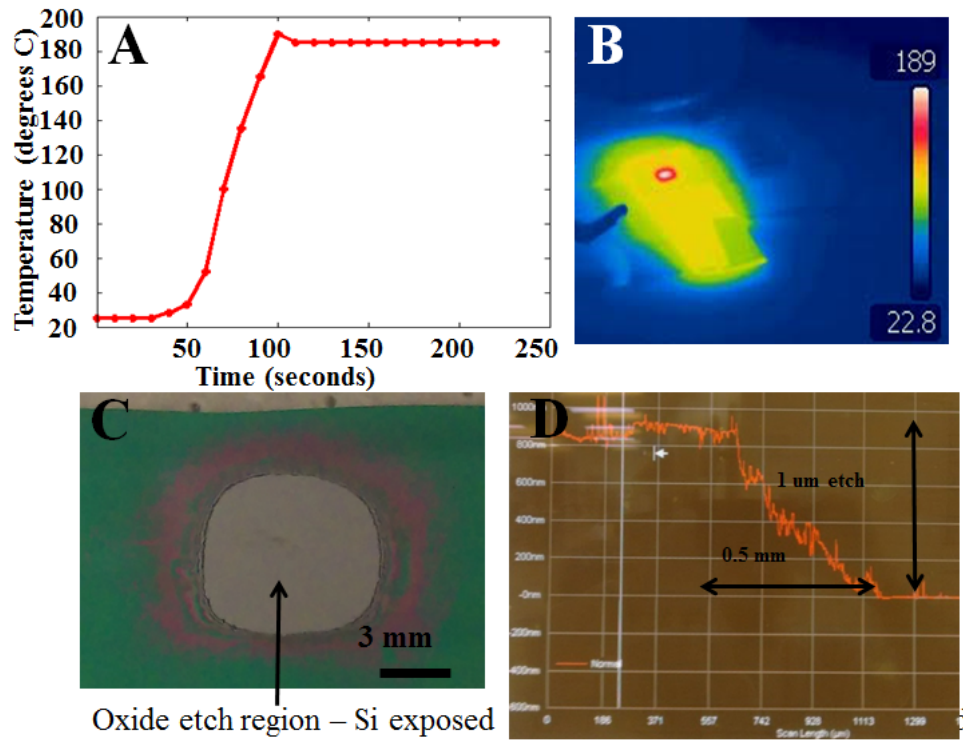 A
200
180
160
140
120
100
80
60
40
20
Temperature (degrees C)
50 100 150 200 250
Time (seconds)
B
189
22.8
C
3 mm
Oxide etch region – Si exposed
D
800nm
600nm
400nm
200nm
-0nm
-200nm
-400nm
-600nm
1 um etch
0.5 mm
Normal
0 186 371 557 742 928 1113 1299
Scan Length (μm)